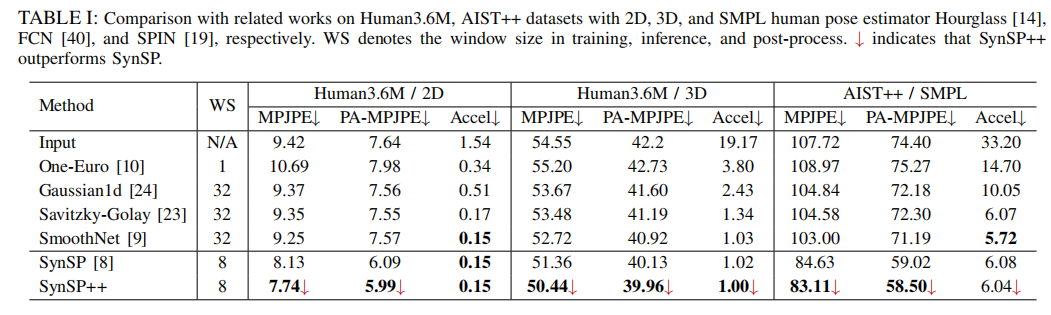 TABLE I: Comparison with related works on Human3.6M, AIST++ datasets with 2D, 3D, and SMPL human pose estimator Hourglass [14],
FCN [40], and SPIN [19], respectively. WS denotes the window size in training, inference, and post-process. ↓ indicates that SynSP++
outperforms SynSP.
Method WS Human3.6M / 2D Human3.6M / 3D AIST++ / SMPL
MPJPE↓ PA-MPJPE↓ Accel↓ MPJPE↓ PA-MPJPE↓ Accel↓ MPJPE↓ PA-MPJPE↓ Accel↓
Input N/A 9.42 7.64 1.54 54.55 42.2 19.17 107.72 74.40 33.20
One-Euro [10] 1 10.69 7.98 0.34 55.20 42.73 3.80 108.97 75.27 14.70
Gaussian1d [24] 32 9.37 7.56 0.51 53.67 41.60 2.43 104.84 72.18 10.05
Savitzky-Golay [23] 32 9.35 7.55 0.17 53.48 41.19 1.34 104.58 72.30 6.07
SmoothNet [9] 32 9.25 7.57 0.15 52.72 40.92 1.03 103.00 71.19 5.72
SynSP [8] 8 8.13 6.09 0.15 51.36 40.13 1.02 84.63 59.02 6.08
SynSP++ 8 7.74↓ 5.99↓ 0.15 50.44↓ 39.96↓ 1.00↓ 83.11↓ 58.50↓ 6.04↓